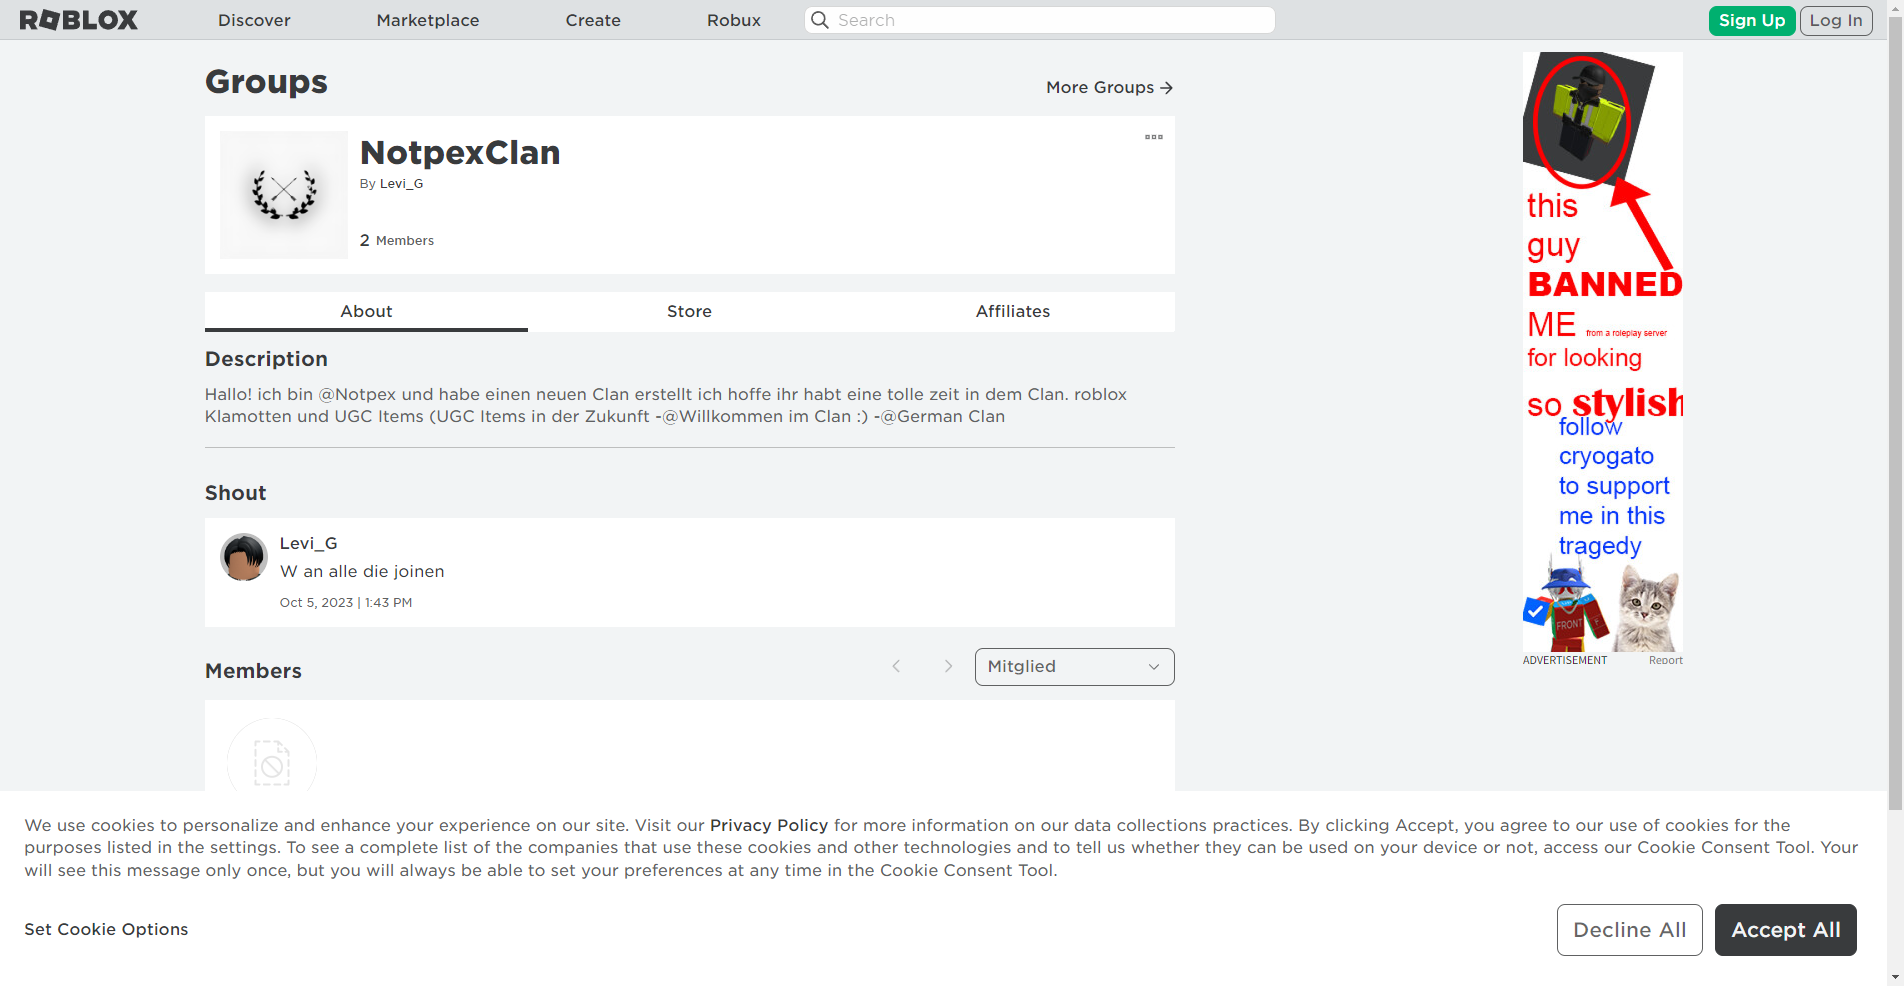 ROBLOX
Discover
Marketplace
Create
Robux
Search
Sign Up
Log In
Groups
More Groups
NotpexClan
By Levi_G
2 Members
About
Store
Affiliates
Description
Hallo! ich bin @Notpex und habe einen neuen Clan erstellt ich hoffe ihr habt eine tolle zeit in dem Clan. roblox
Klamotten und UGC Items (UGC Items in der Zukunft -@Willkommen im Clan :) -@German Clan
Shout
Levi_G
W an alle die joinen
Oct 5, 2023 | 1:43 PM
Members
Mitglied
this
guy
BANNED
ME from a roleplay server
for looking
so stylish
follow
cryogato
to support
me in this
tragedy
FRONT
ADVERTISEMENT
Report
We use cookies to personalize and enhance your experience on our site. Visit our Privacy Policy for more information on our data collections practices. By clicking Accept, you agree to our use of cookies for the
purposes listed in the settings. To see a complete list of the companies that use these cookies and other technologies and to tell us whether they can be used on your device or not, access our Cookie Consent Tool. Your
will see this message only once, but you will always be able to set your preferences at any time in the Cookie Consent Tool.
Set Cookie Options
Decline All
Accept All